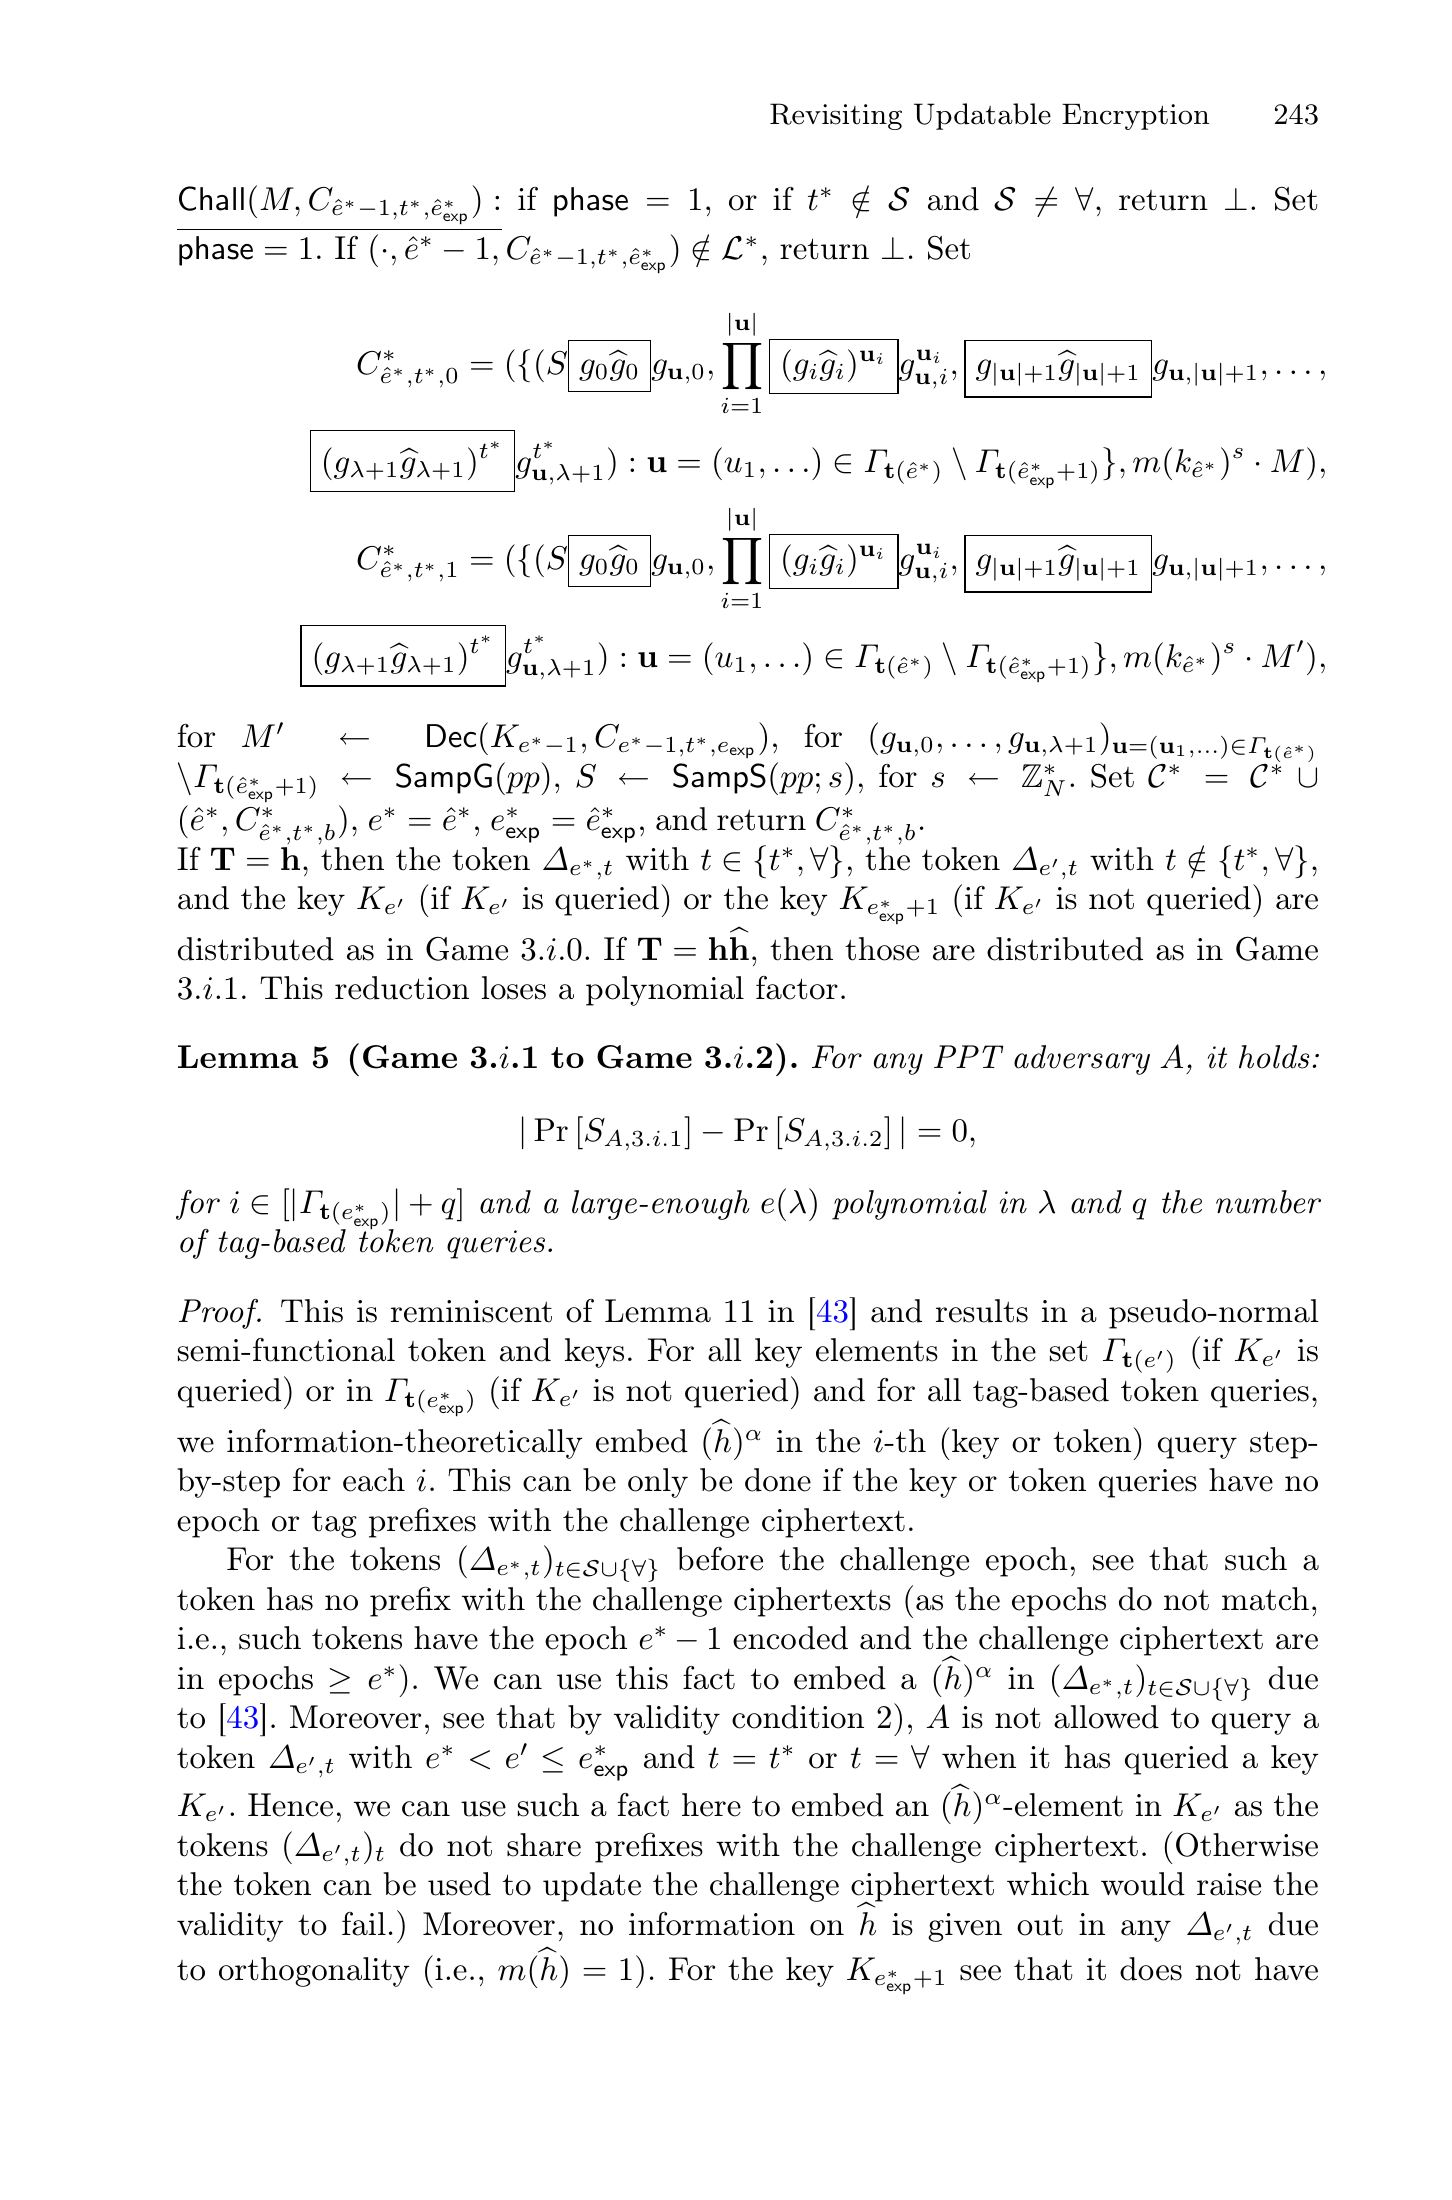 Revisiting Updatable Encryption 243
Chall(M, C_{ê*−1,t*,ê*_exp}) : if phase = 1, or if t* ∉ 𝒮 and 𝒮 ≠ ∀, return ⊥. Set
phase = 1. If (·, ê* − 1, C_{ê*−1,t*,ê*_exp}) ∉ ℒ*, return ⊥. Set
C*_{ê*,t*,0} = ({(S g_0ĝ_0 g_{u,0}, ∏_{i=1}^{|u|} (g_iĝ_i)^{u_i} g_{u,i}^{u_i}, g_{|u|+1}ĝ_{|u|+1} g_{u,|u|+1}, . . . ,
(g_{λ+1}ĝ_{λ+1})^{t*} g_{u,λ+1}^{t*}) : u = (u_1, . . .) ∈ Γ_{t(ê*)} \ Γ_{t(ê*_exp+1)}}, m(k_{ê*})^s · M),
C*_{ê*,t*,1} = ({(S g_0ĝ_0 g_{u,0}, ∏_{i=1}^{|u|} (g_iĝ_i)^{u_i} g_{u,i}^{u_i}, g_{|u|+1}ĝ_{|u|+1} g_{u,|u|+1}, . . . ,
(g_{λ+1}ĝ_{λ+1})^{t*} g_{u,λ+1}^{t*}) : u = (u_1, . . .) ∈ Γ_{t(ê*)} \ Γ_{t(ê*_exp+1)}}, m(k_{ê*})^s · M′),
for M′ ← Dec(K_{e*−1}, C_{e*−1,t*,e_exp}), for (g_{u,0}, . . . , g_{u,λ+1})_{u=(u_1,...)∈Γ_{t(ê*)}
\Γ_{t(ê*_exp+1)}} ← SampG(pp), S ← SampS(pp; s), for s ← ℤ*_N. Set 𝒞* = 𝒞* ∪
(ê*, C*_{ê*,t*,b}), e* = ê*, e*_exp = ê*_exp, and return C*_{ê*,t*,b}.
If T = h, then the token Δ_{e*,t} with t ∈ {t*, ∀}, the token Δ_{e′,t} with t ∉ {t*, ∀},
and the key K_{e′} (if K_{e′} is queried) or the key K_{e*_exp+1} (if K_{e′} is not queried) are
distributed as in Game 3.i.0. If T = hĥ, then those are distributed as in Game
3.i.1. This reduction loses a polynomial factor.
Lemma 5 (Game 3.i.1 to Game 3.i.2). For any PPT adversary A, it holds:
| Pr [S_{A,3.i.1}] − Pr [S_{A,3.i.2}] | = 0,
for i ∈ [|Γ_{t(e*_exp)}| + q] and a large-enough e(λ) polynomial in λ and q the number
of tag-based token queries.
Proof. This is reminiscent of Lemma 11 in [43] and results in a pseudo-normal
semi-functional token and keys. For all key elements in the set Γ_{t(e′)} (if K_{e′} is
queried) or in Γ_{t(e*_exp)} (if K_{e′} is not queried) and for all tag-based token queries,
we information-theoretically embed (ĥ)^α in the i-th (key or token) query step-
by-step for each i. This can be only be done if the key or token queries have no
epoch or tag prefixes with the challenge ciphertext.
For the tokens (Δ_{e*,t})_{t∈𝒮∪{∀}} before the challenge epoch, see that such a
token has no prefix with the challenge ciphertexts (as the epochs do not match,
i.e., such tokens have the epoch e* − 1 encoded and the challenge ciphertext are
in epochs ≥ e*). We can use this fact to embed a (ĥ)^α in (Δ_{e*,t})_{t∈𝒮∪{∀}} due
to [43]. Moreover, see that by validity condition 2), A is not allowed to query a
token Δ_{e′,t} with e* < e′ ≤ e*_exp and t = t* or t = ∀ when it has queried a key
K_{e′}. Hence, we can use such a fact here to embed an (ĥ)^α-element in K_{e′} as the
tokens (Δ_{e′,t})_t do not share prefixes with the challenge ciphertext. (Otherwise
the token can be used to update the challenge ciphertext which would raise the
validity to fail.) Moreover, no information on ĥ is given out in any Δ_{e′,t} due
to orthogonality (i.e., m(ĥ) = 1). For the key K_{e*_exp+1} see that it does not have